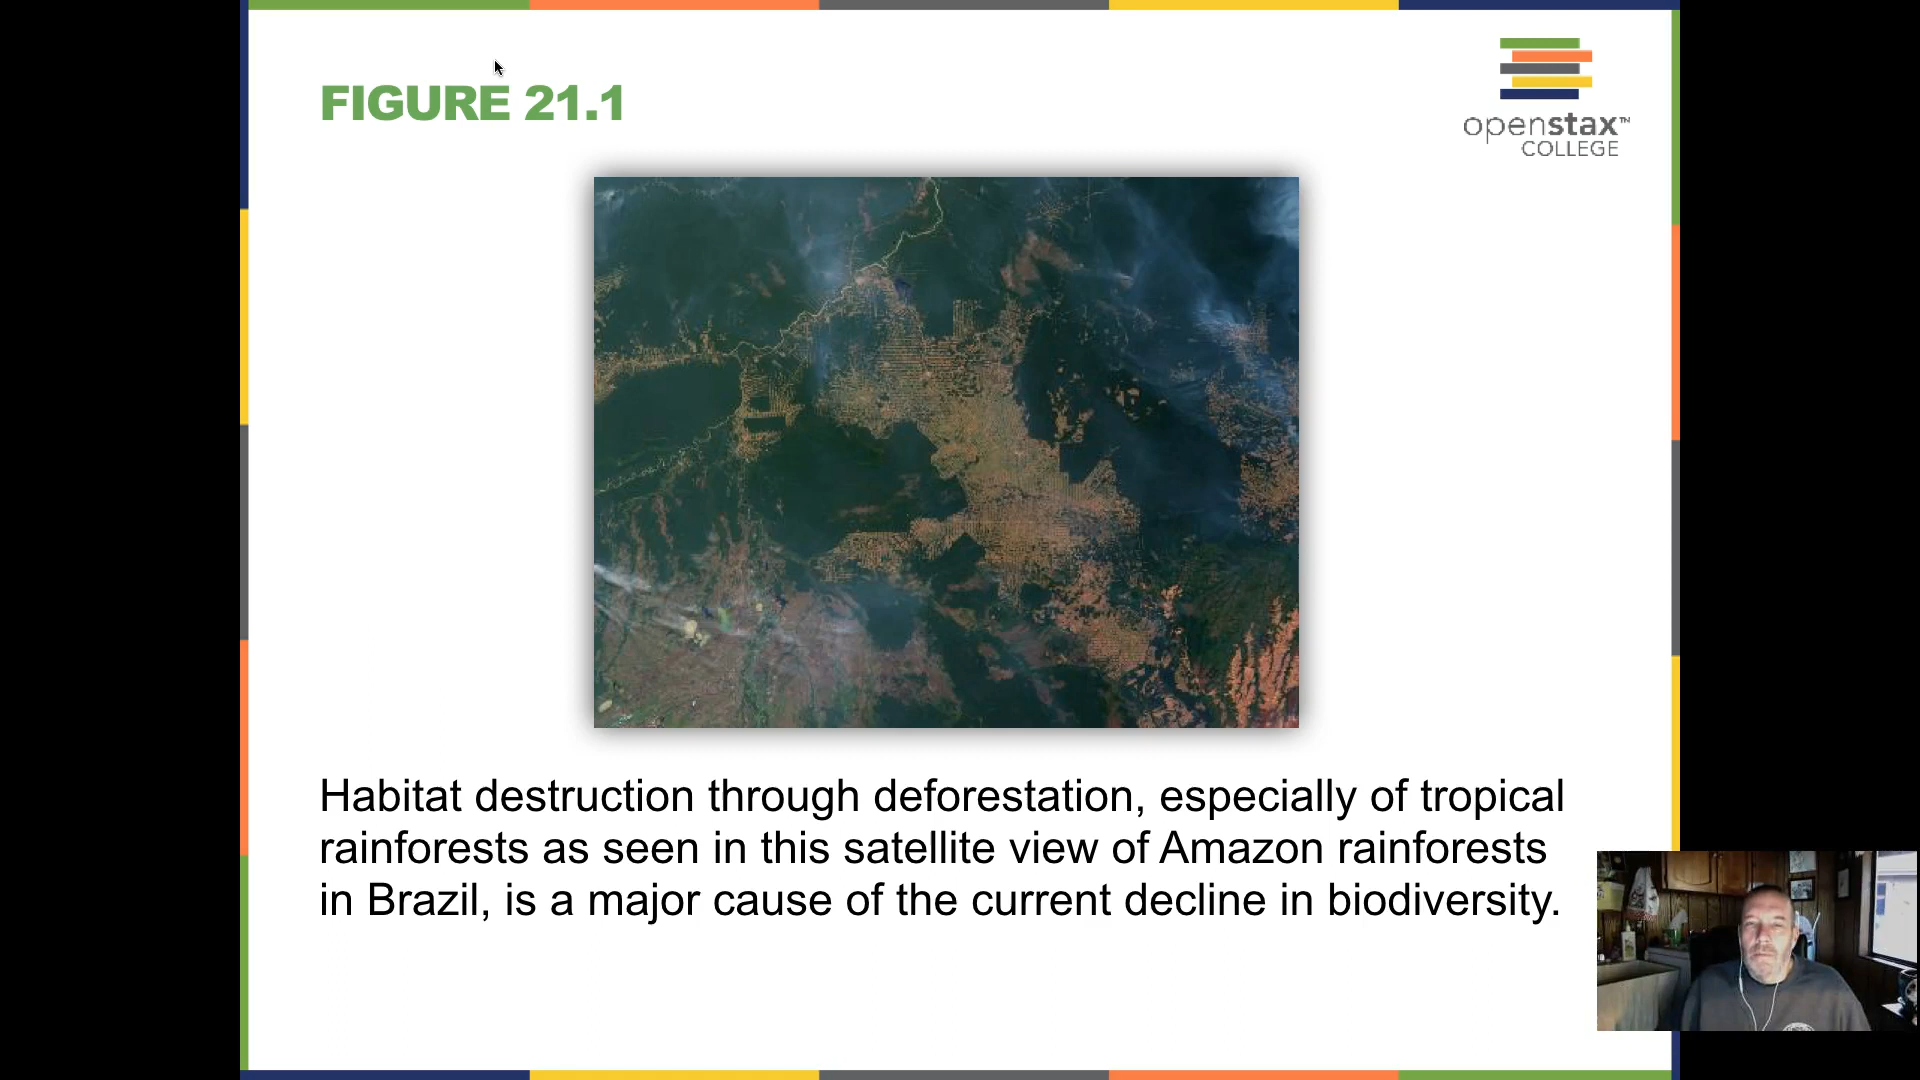 FIGURE 21.1
openstax™
COLLEGE
Habitat destruction through deforestation, especially of tropical
rainforests as seen in this satellite view of Amazon rainforests
in Brazil, is a major cause of the current decline in biodiversity.